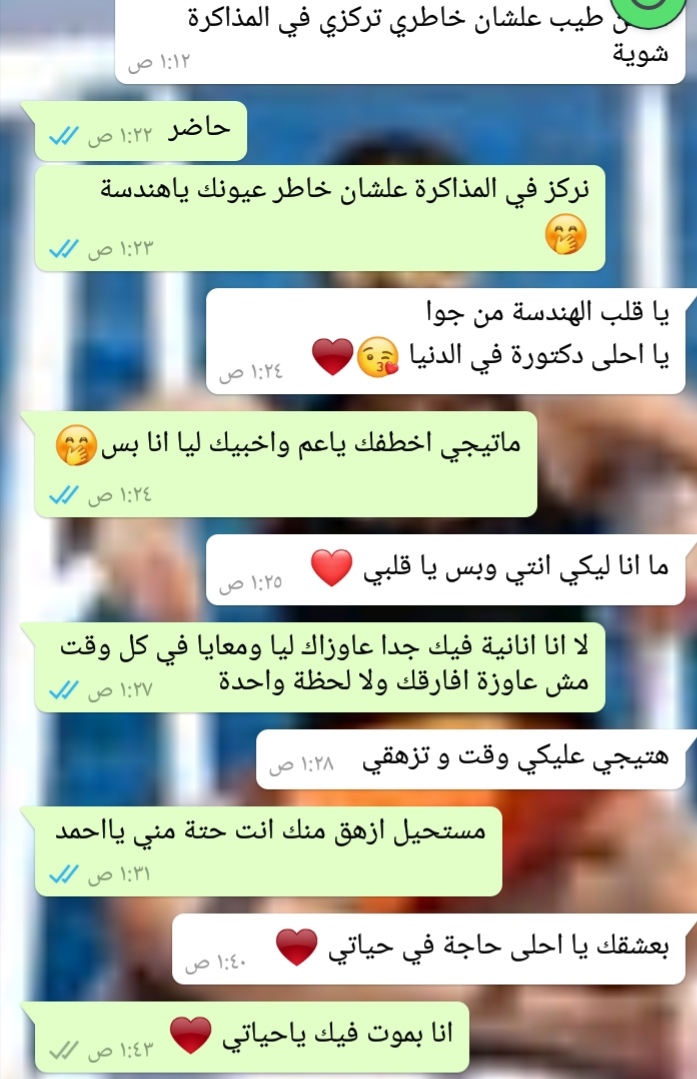 طيب علشان خاطري تركزي في المذاكرة
شوية
١:١٢ ص
حاضر ١:٢٢ ص
نركز في المذاكرة علشان خاطر عيونك ياهندسة
🤭
١:٢٣ ص
يا قلب الهندسة من جوا
يا احلى دكتورة في الدنيا 😘♥️ ١:٢٤ ص
ماتيجي اخطفك ياعم واخبيك ليا انا بس🤭
١:٢٤ ص
ما انا ليكي انتي وبس يا قلبي ❤️ ١:٢٥ ص
لا انا انانية فيك جدا عاوزاك ليا ومعايا في كل وقت
مش عاوزة افارقك ولا لحظة واحدة ١:٢٧ ص
هتيجي عليكي وقت و تزهقي ١:٢٨ ص
مستحيل ازهق منك انت حتة مني يااحمد
١:٣١ ص
بعشقك يا احلى حاجة في حياتي ♥️ ١:٤٠ ص
انا بموت فيك ياحياتي ♥️ ١:٤٣ ص